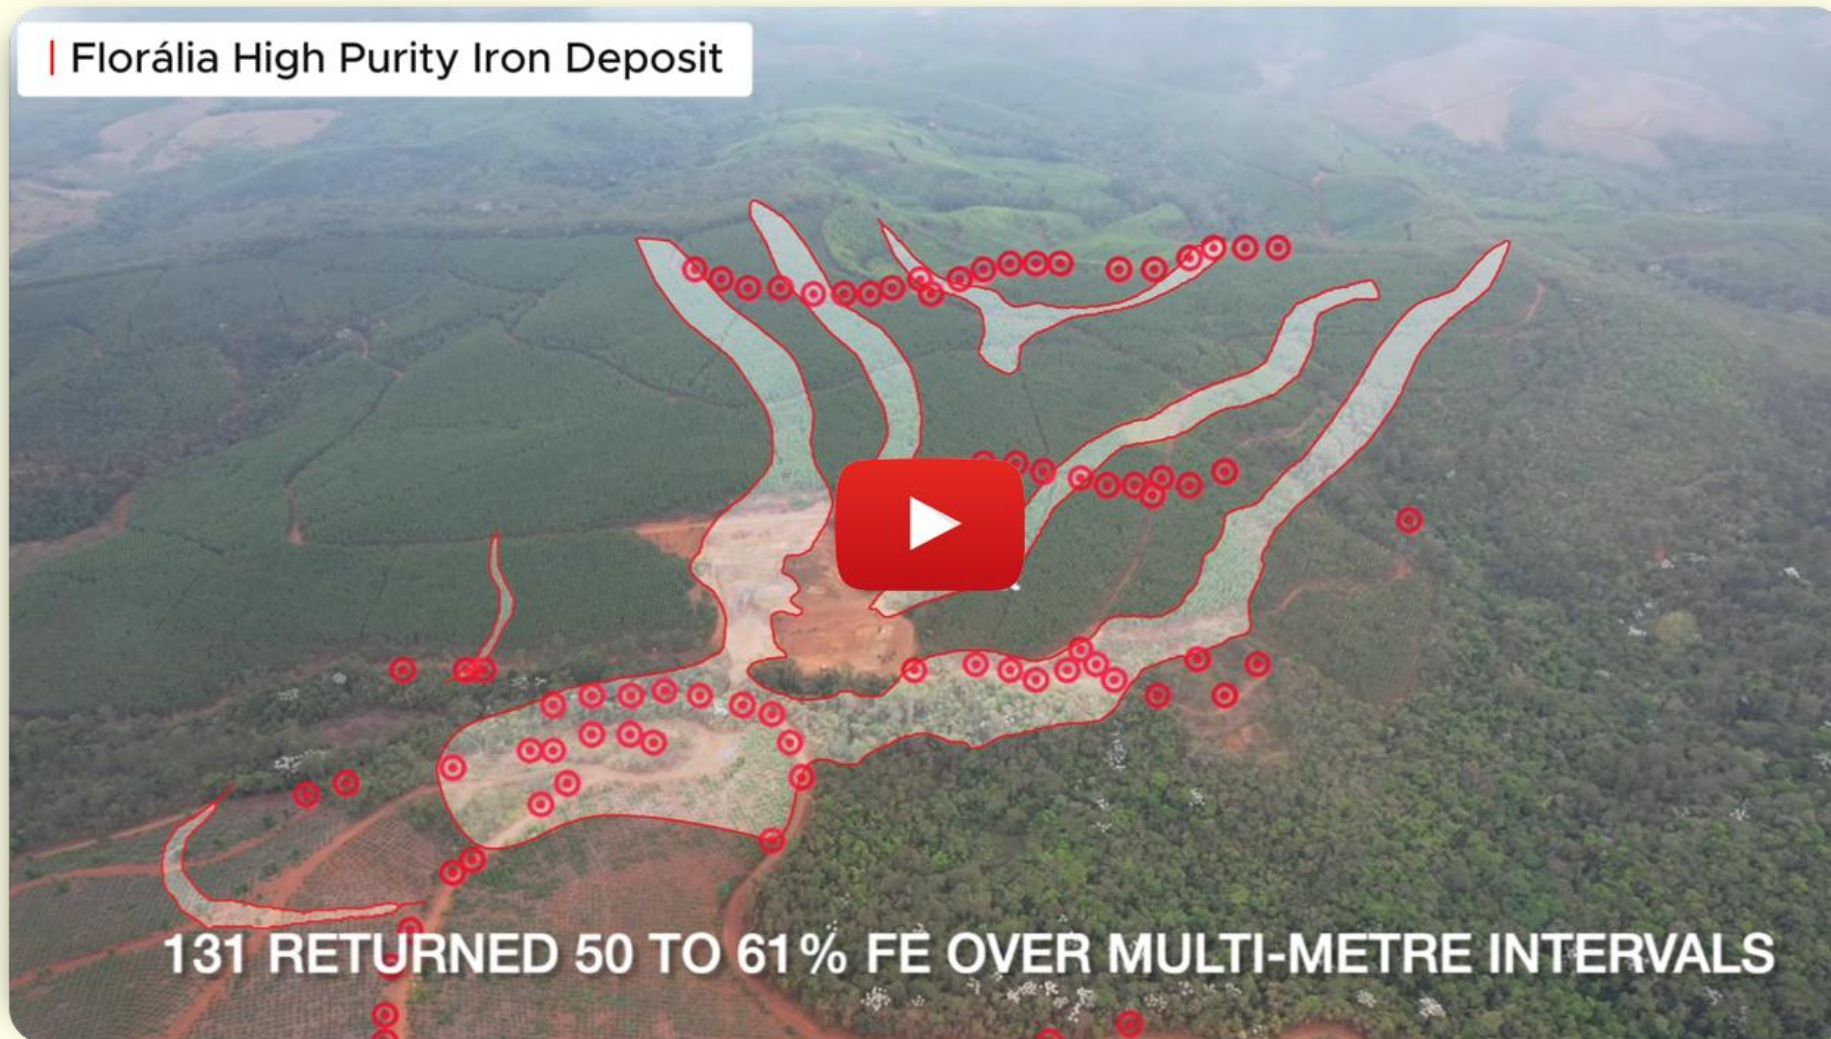 Florália High Purity Iron Deposit
131 RETURNED 50 TO 61% FE OVER MULTI-METRE INTERVALS